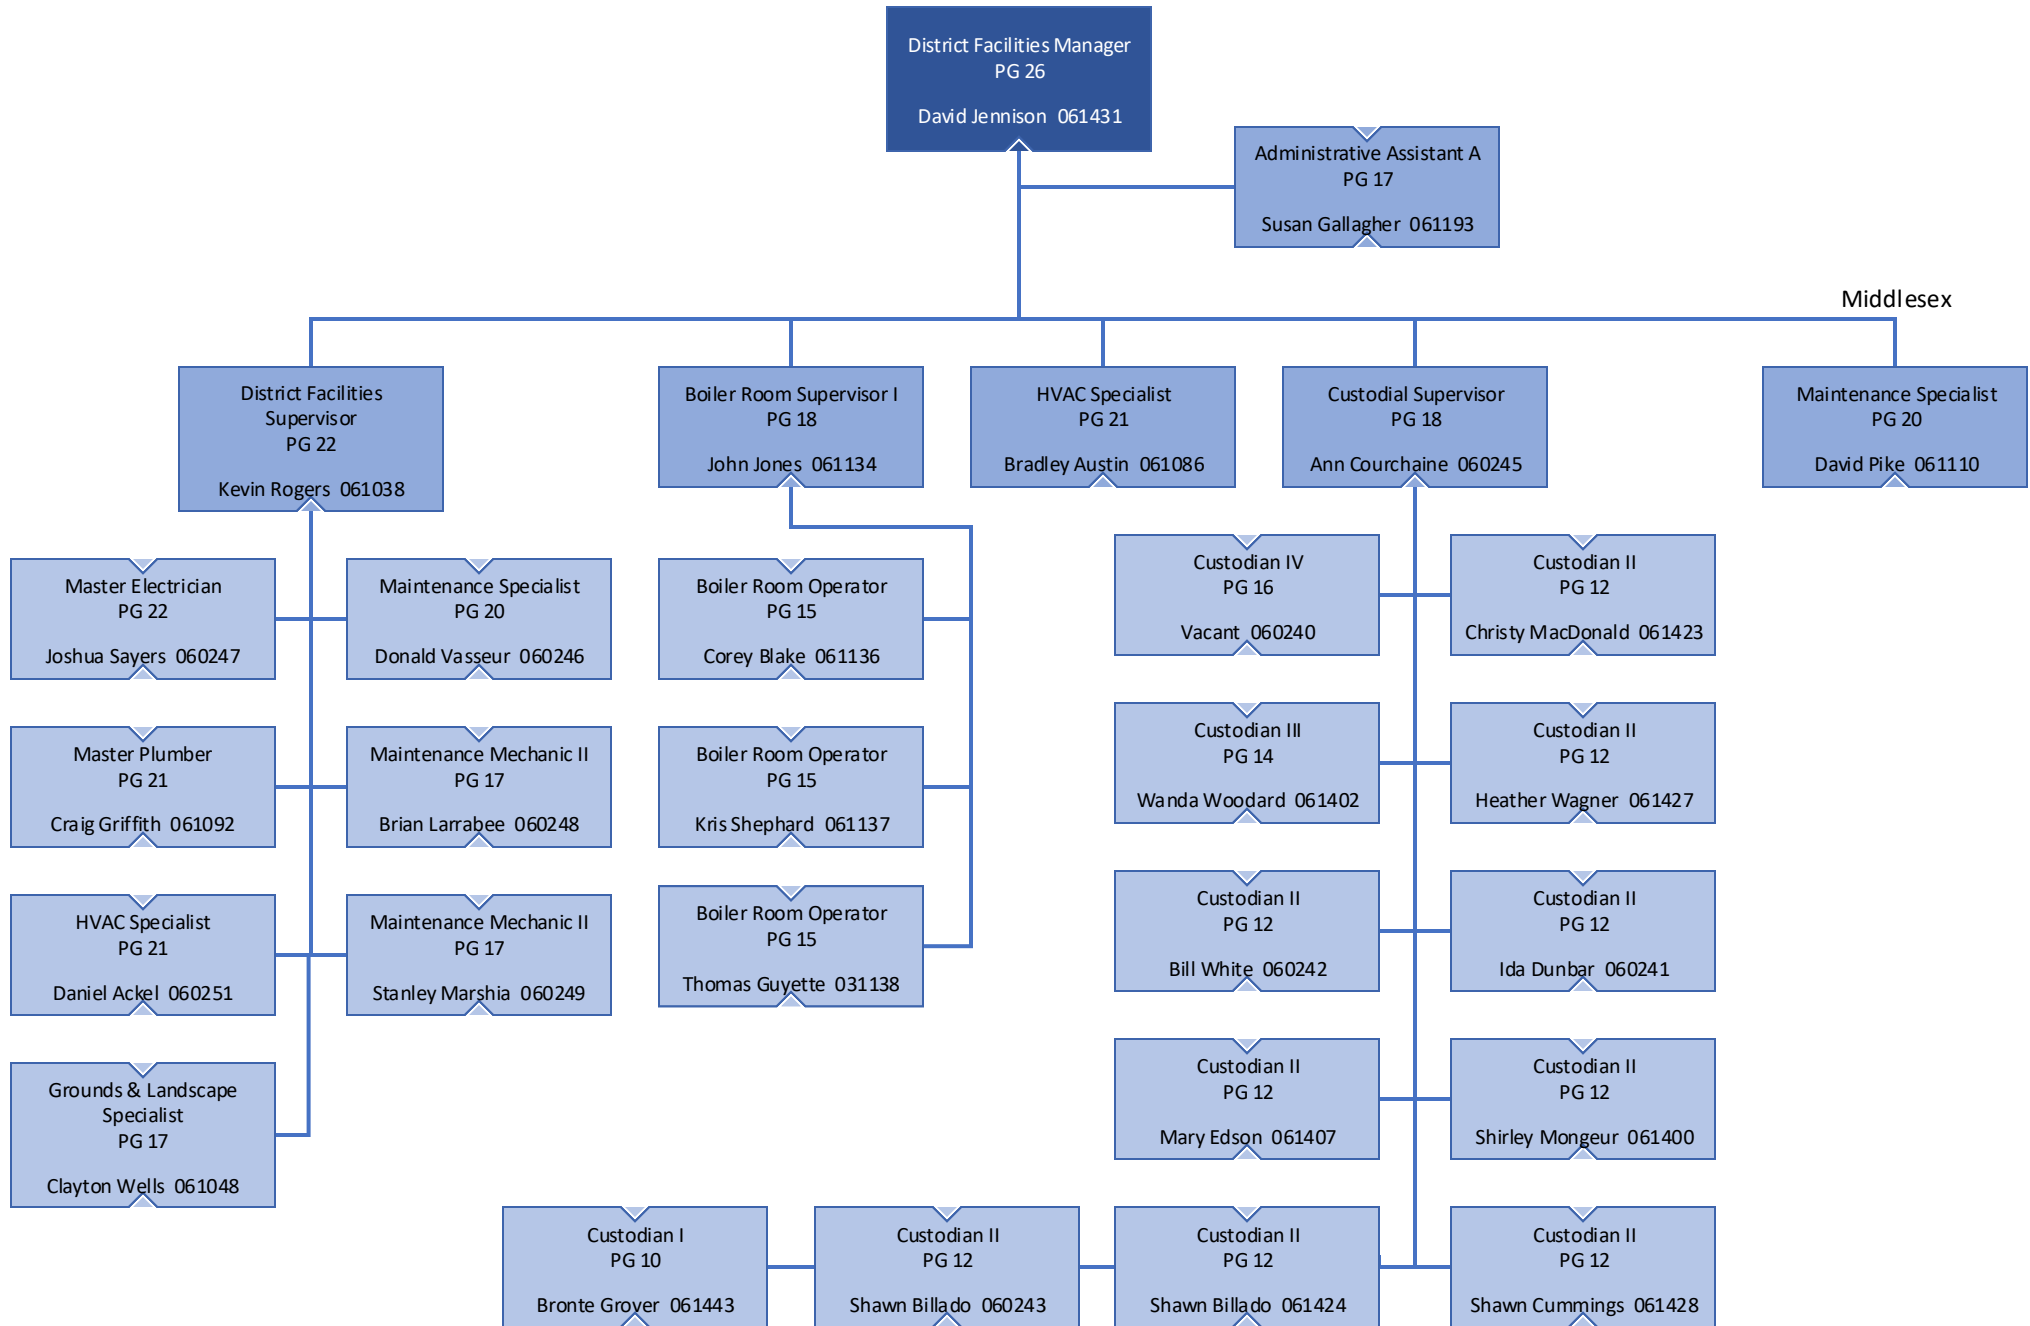 District Facilities Manager
PG 26
David Jennison 061431
Administrative Assistant A
PG 17
Susan Gallagher 061193
Middlesex
District Facilities
Supervisor
PG 22
Kevin Rogers 061038
Boiler Room Supervisor I
PG 18
John Jones 061134
HVAC Specialist
PG 21
Bradley Austin 061086
Custodial Supervisor
PG 18
Ann Courchaine 060245
Maintenance Specialist
PG 20
David Pike 061110
Master Electrician
PG 22
Joshua Sayers 060247
Maintenance Specialist
PG 20
Donald Vasseur 060246
Boiler Room Operator
PG 15
Corey Blake 061136
Custodian IV
PG 16
Vacant 060240
Custodian II
PG 12
Christy MacDonald 061423
Master Plumber
PG 21
Craig Griffith 061092
Maintenance Mechanic II
PG 17
Brian Larrabee 060248
Boiler Room Operator
PG 15
Kris Shephard 061137
Custodian III
PG 14
Wanda Woodard 061402
Custodian II
PG 12
Heather Wagner 061427
HVAC Specialist
PG 21
Daniel Ackel 060251
Maintenance Mechanic II
PG 17
Stanley Marshia 060249
Boiler Room Operator
PG 15
Thomas Guyette 031138
Custodian II
PG 12
Bill White 060242
Custodian II
PG 12
Ida Dunbar 060241
Grounds & Landscape
Specialist
PG 17
Clayton Wells 061048
Custodian II
PG 12
Mary Edson 061407
Custodian II
PG 12
Shirley Mongeur 061400
Custodian I
PG 10
Bronte Grover 061443
Custodian II
PG 12
Shawn Billado 060243
Custodian II
PG 12
Shawn Billado 061424
Custodian II
PG 12
Shawn Cummings 061428